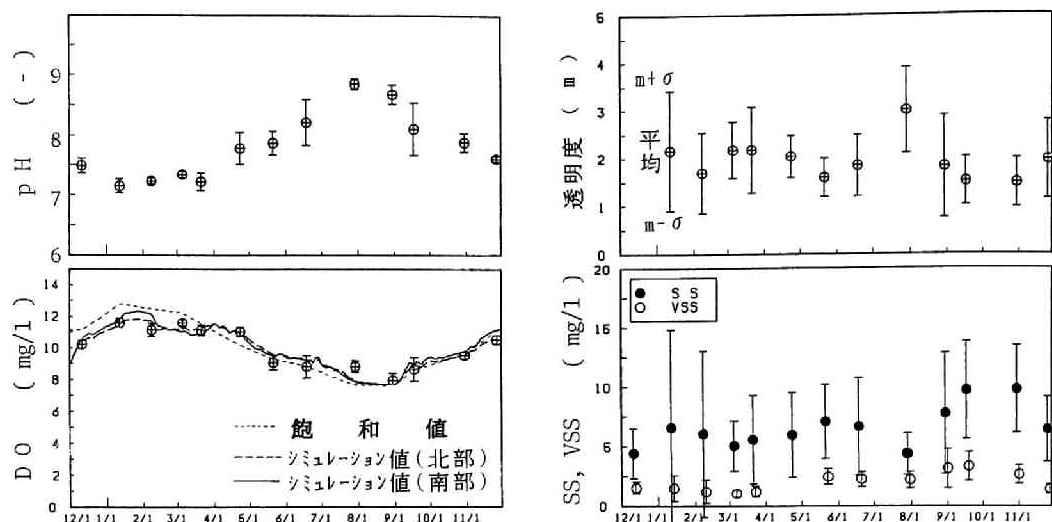 pH (-)
9
8
7
6
透明度 ( m )
6
5
4
3
2
1
0
m+σ
平均
m-σ
DO ( mg/l )
14
12
10
8
6
4
2
0
飽和値
シミュレーション値(北部)
シミュレーション値(南部)
12/1 1/1 2/1 3/1 4/1 5/1 6/1 7/1 8/1 9/1 10/1 11/1
SS, VSS ( mg/l )
20
15
10
5
0
SS
VSS
12/1 1/1 2/1 3/1 4/1 5/1 6/1 7/1 8/1 9/1 10/1 11/1